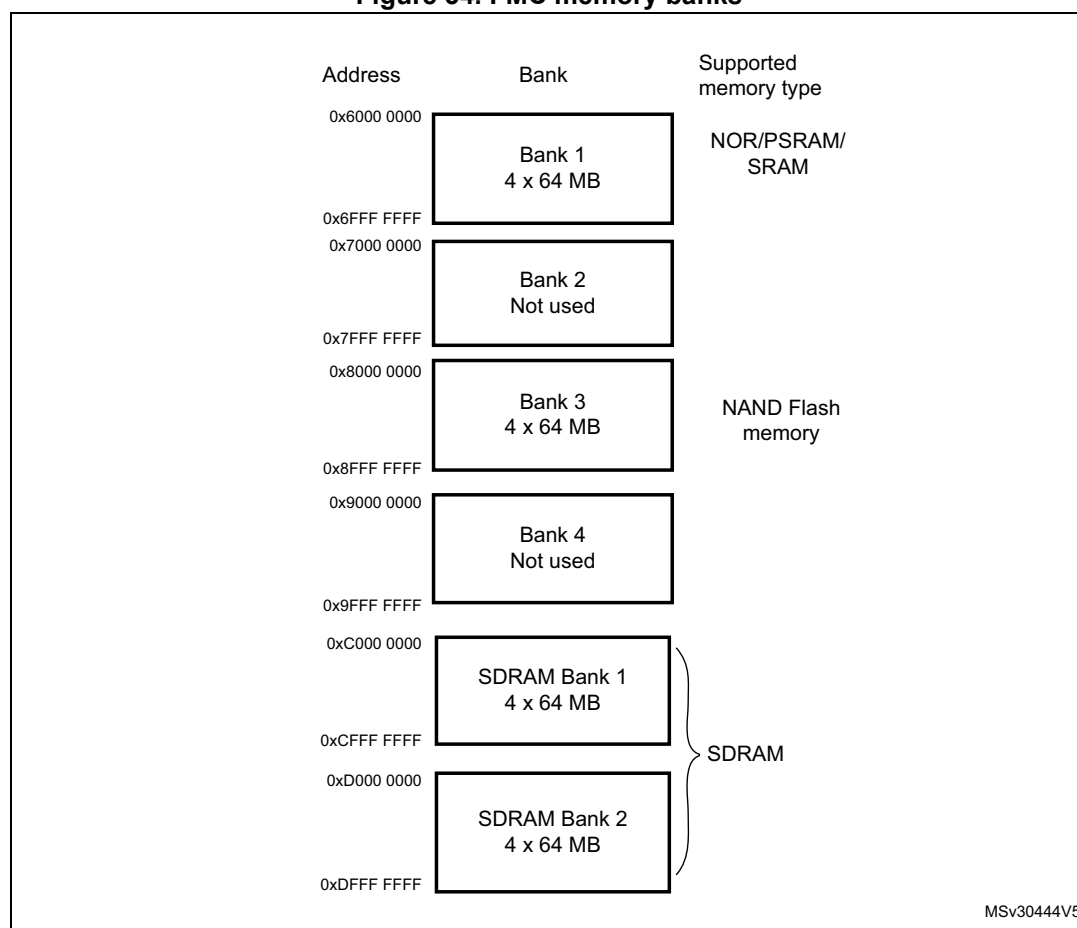 Address Bank Supported
memory type
0x6000 0000
Bank 1
4 x 64 MB
NOR/PSRAM/
SRAM
0x6FFF FFFF
0x7000 0000
Bank 2
Not used
0x7FFF FFFF
0x8000 0000
Bank 3
4 x 64 MB
NAND Flash
memory
0x8FFF FFFF
0x9000 0000
Bank 4
Not used
0x9FFF FFFF
0xC000 0000
SDRAM Bank 1
4 x 64 MB
0xCFFF FFFF
SDRAM
0xD000 0000
SDRAM Bank 2
4 x 64 MB
0xDFFF FFFF
MSv30444V5